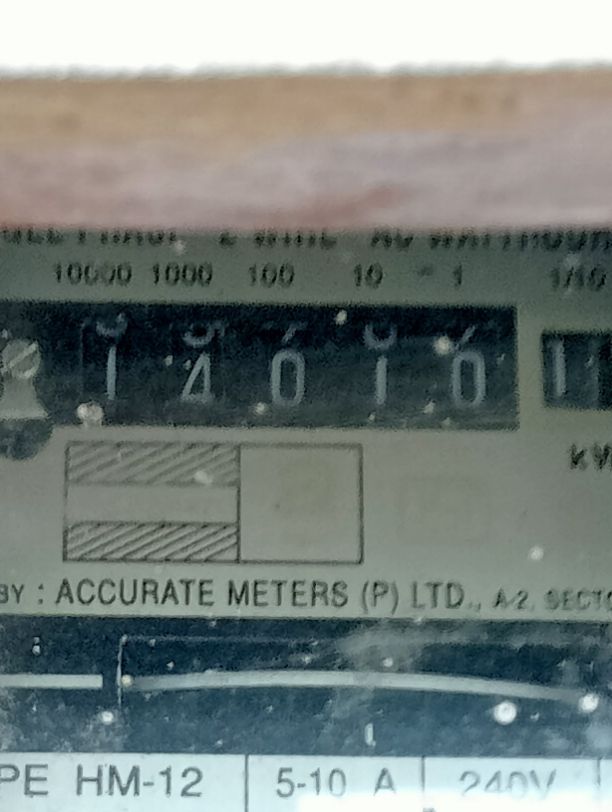 10000 1000 100 10 1 1/10
1 4 0 1 0 1
BY : ACCURATE METERS (P) LTD., A-2, SECTO
PE HM-12 5-10 A 240V